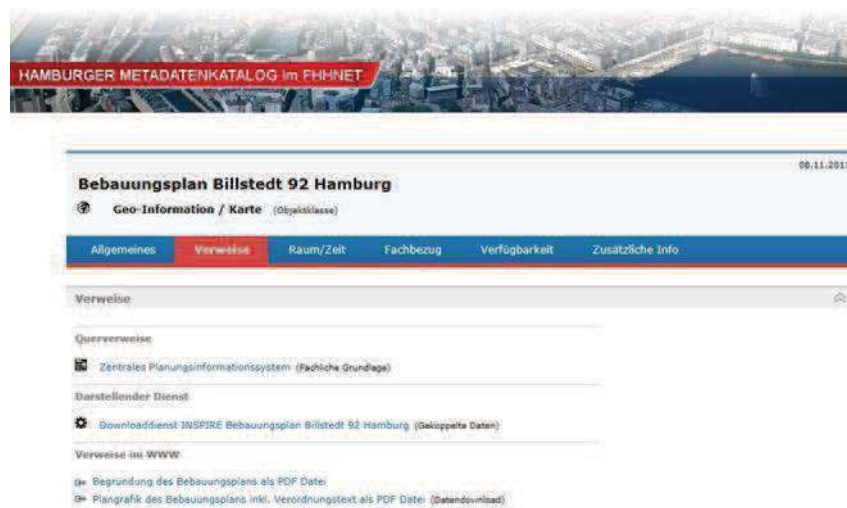 HAMBURGER METADATENKATALOG im FHHNET
08.11.201
Bebauungsplan Billstedt 92 Hamburg
Geo-Information / Karte (Objektklasse)
Allgemeines Verweise Raum/Zeit Fachbezug Verfügbarkeit Zusätzliche Info
Verweise
Querverweise
Zentrales Planungsinformationssystem (Fachliche Grundlage)
Darstellender Dienst
Downloaddienst INSPIRE Bebauungsplan Billstedt 92 Hamburg (Gekoppelte Daten)
Verweise im WWW
Begründung des Bebauungsplans als PDF Datei
Plangrafik des Bebauungsplans inkl. Verordnungstext als PDF Datei (Datendownload)